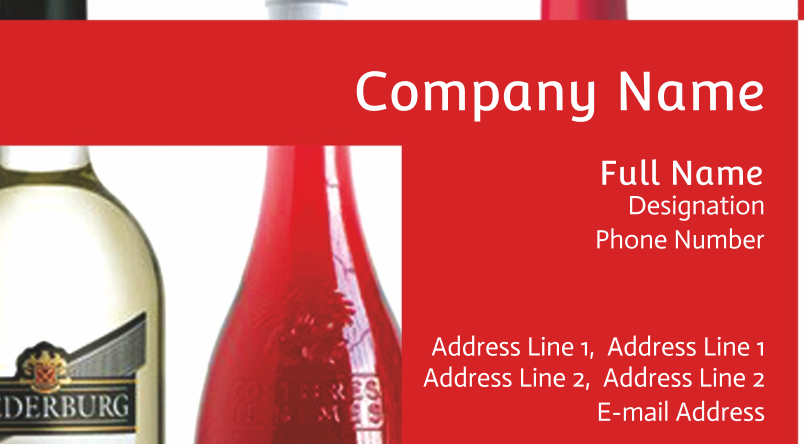 Company Name
Full Name
Designation
Phone Number
Address Line 1,  Address Line 1
Address Line 2,  Address Line 2
E-mail Address
EDERBURG